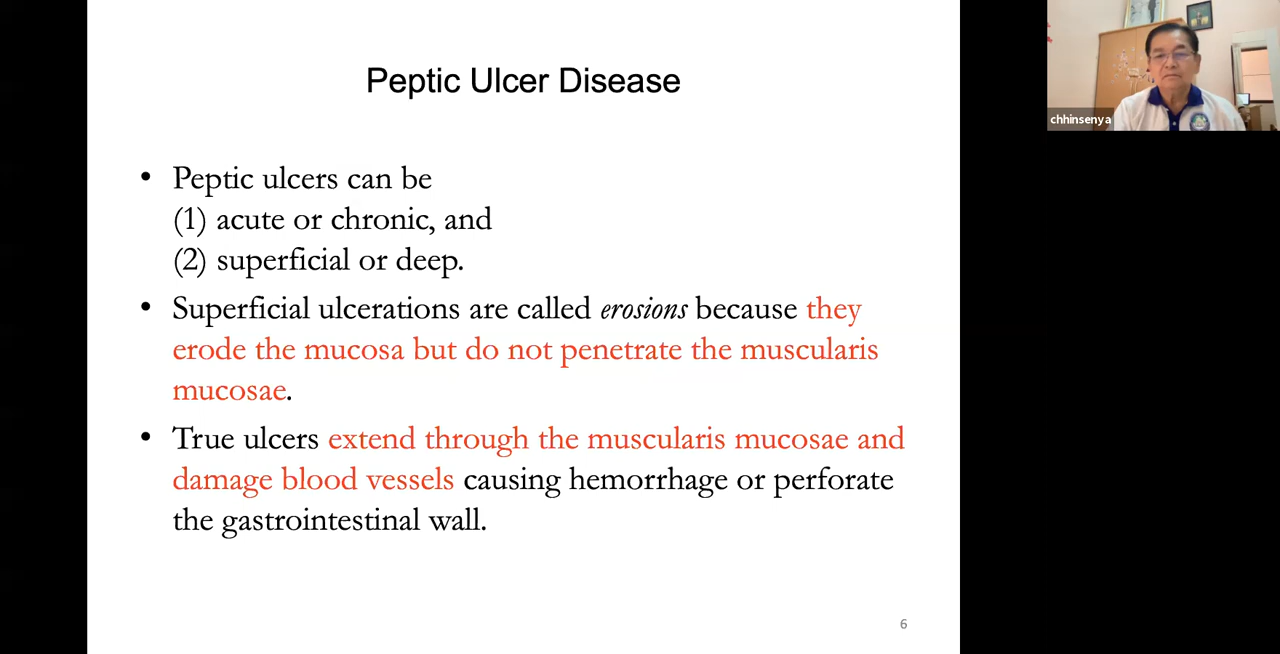 Peptic Ulcer Disease
• Peptic ulcers can be
(1) acute or chronic, and
(2) superficial or deep.
• Superficial ulcerations are called erosions because they
erode the mucosa but do not penetrate the muscularis
mucosae.
• True ulcers extend through the muscularis mucosae and
damage blood vessels causing hemorrhage or perforate
the gastrointestinal wall.
6
chhinsenya